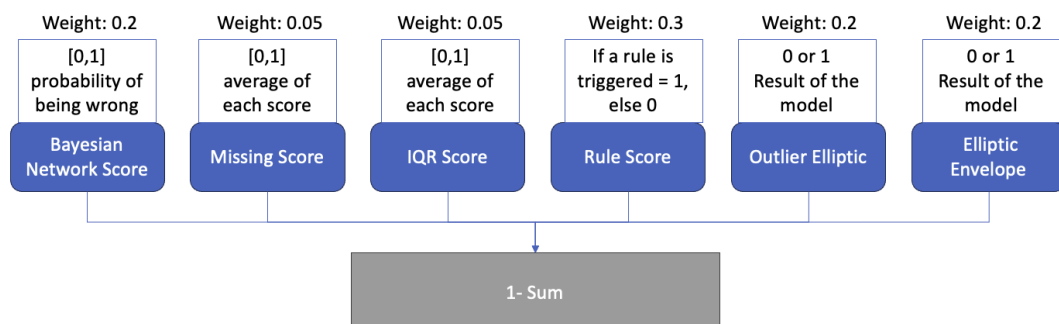 Weight: 0.2
Weight: 0.05
Weight: 0.05
Weight: 0.3
Weight: 0.2
Weight: 0.2
[0,1]
probability of
being wrong
[0,1]
average of
each score
[0,1]
average of
each score
If a rule is
triggered = 1,
else 0
0 or 1
Result of the
model
0 or 1
Result of the
model
Bayesian
Network Score
Missing Score
IQR Score
Rule Score
Outlier Elliptic
Elliptic
Envelope
1- Sum